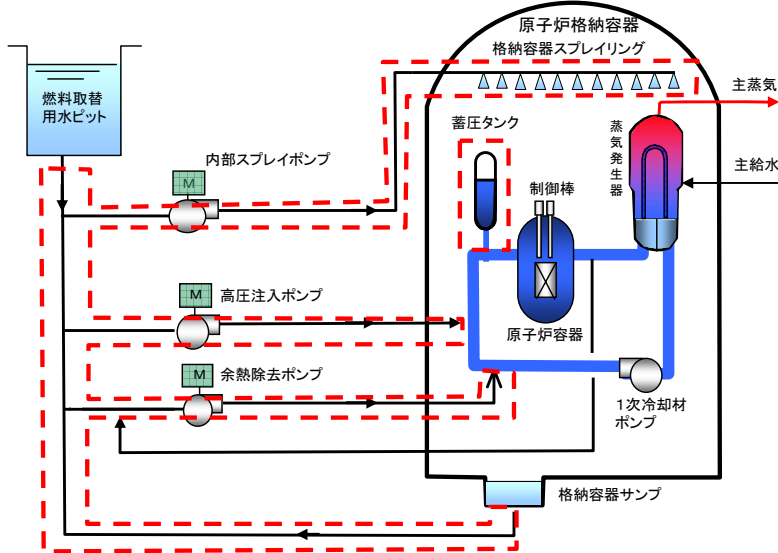 原子炉格納容器
格納容器スプレイリング
燃料取替
用水ピット
主蒸気
蓄圧タンク
蒸気発生器
内部スプレイポンプ
M
制御棒
主給水
M
高圧注入ポンプ
原子炉容器
M
余熱除去ポンプ
1次冷却材
ポンプ
格納容器サンプ